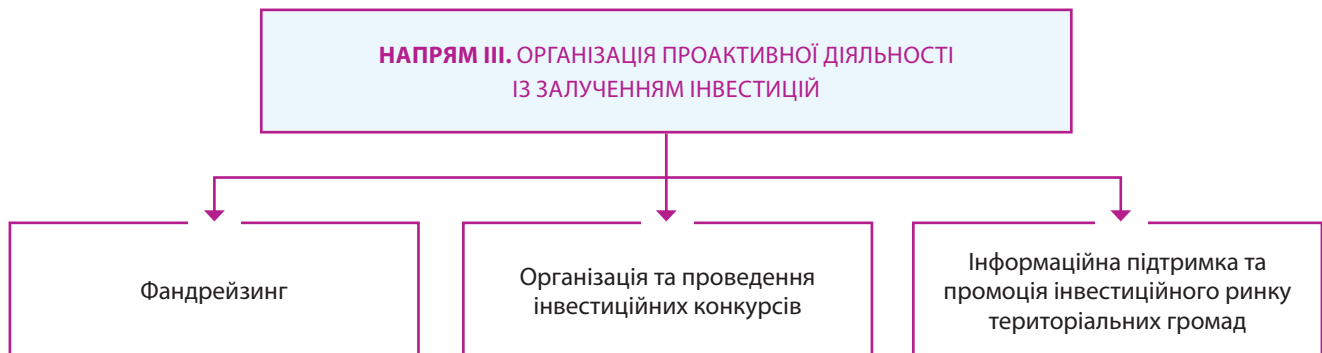 НАПРЯМ ІІІ. ОРГАНІЗАЦІЯ ПРОАКТИВНОЇ ДІЯЛЬНОСТІ
ІЗ ЗАЛУЧЕННЯМ ІНВЕСТИЦІЙ
Фандрейзинг
Організація та проведення
інвестиційних конкурсів
Інформаційна підтримка та
промоція інвестиційного ринку
територіальних громад